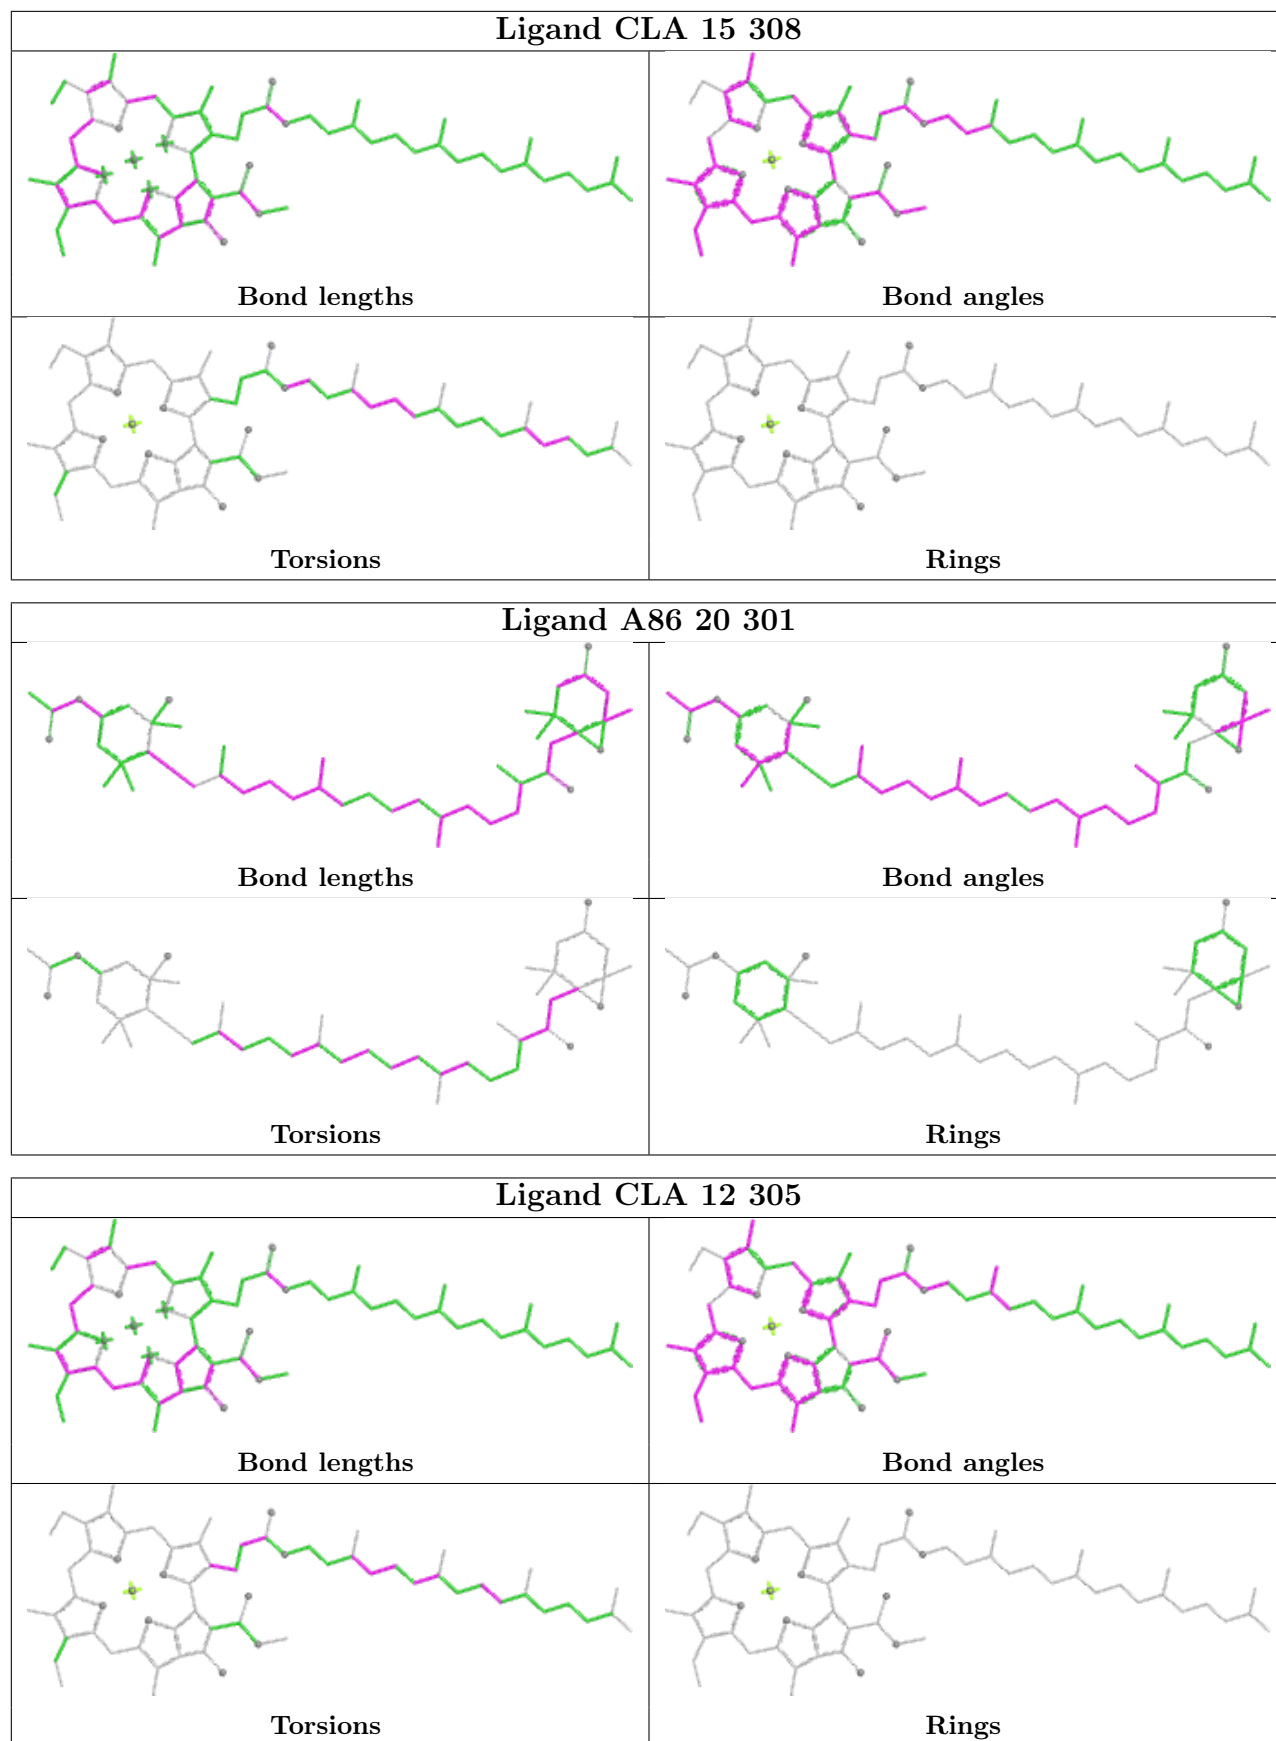 Ligand CLA 15 308
Bond lengths
Bond angles
Torsions
Rings
Ligand A86 20 301
Bond lengths
Bond angles
Torsions
Rings
Ligand CLA 12 305
Bond lengths
Bond angles
Torsions
Rings